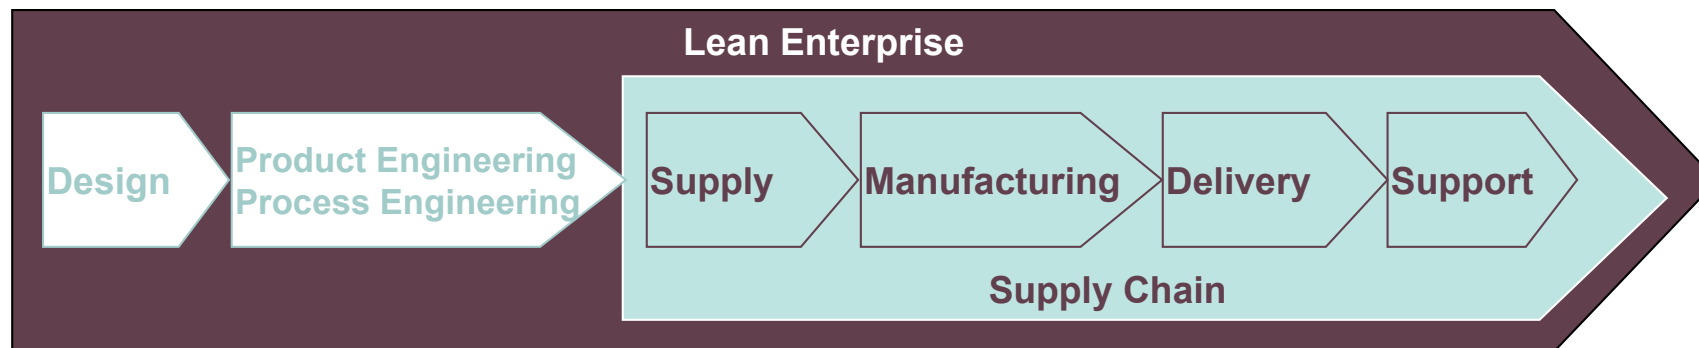 Lean Enterprise
Design
Product Engineering
Process Engineering
Supply
Manufacturing
Delivery
Support
Supply Chain